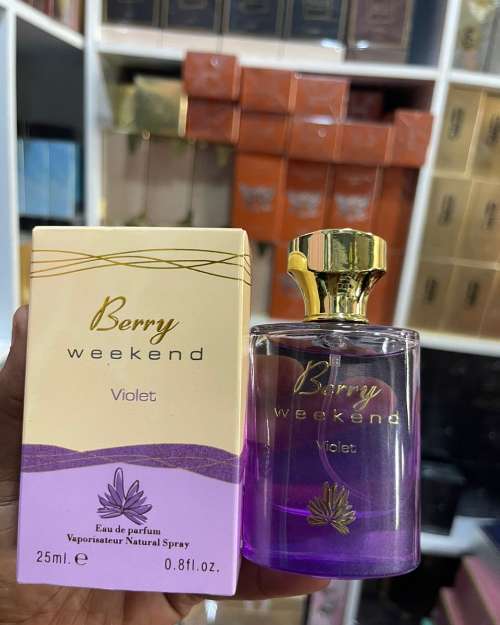 Berry
weekend
Violet
Eau de parfum
Vaporisateur Natural Spray
25ml. ℮
0.8fl.oz.
Berry
weekend
Violet